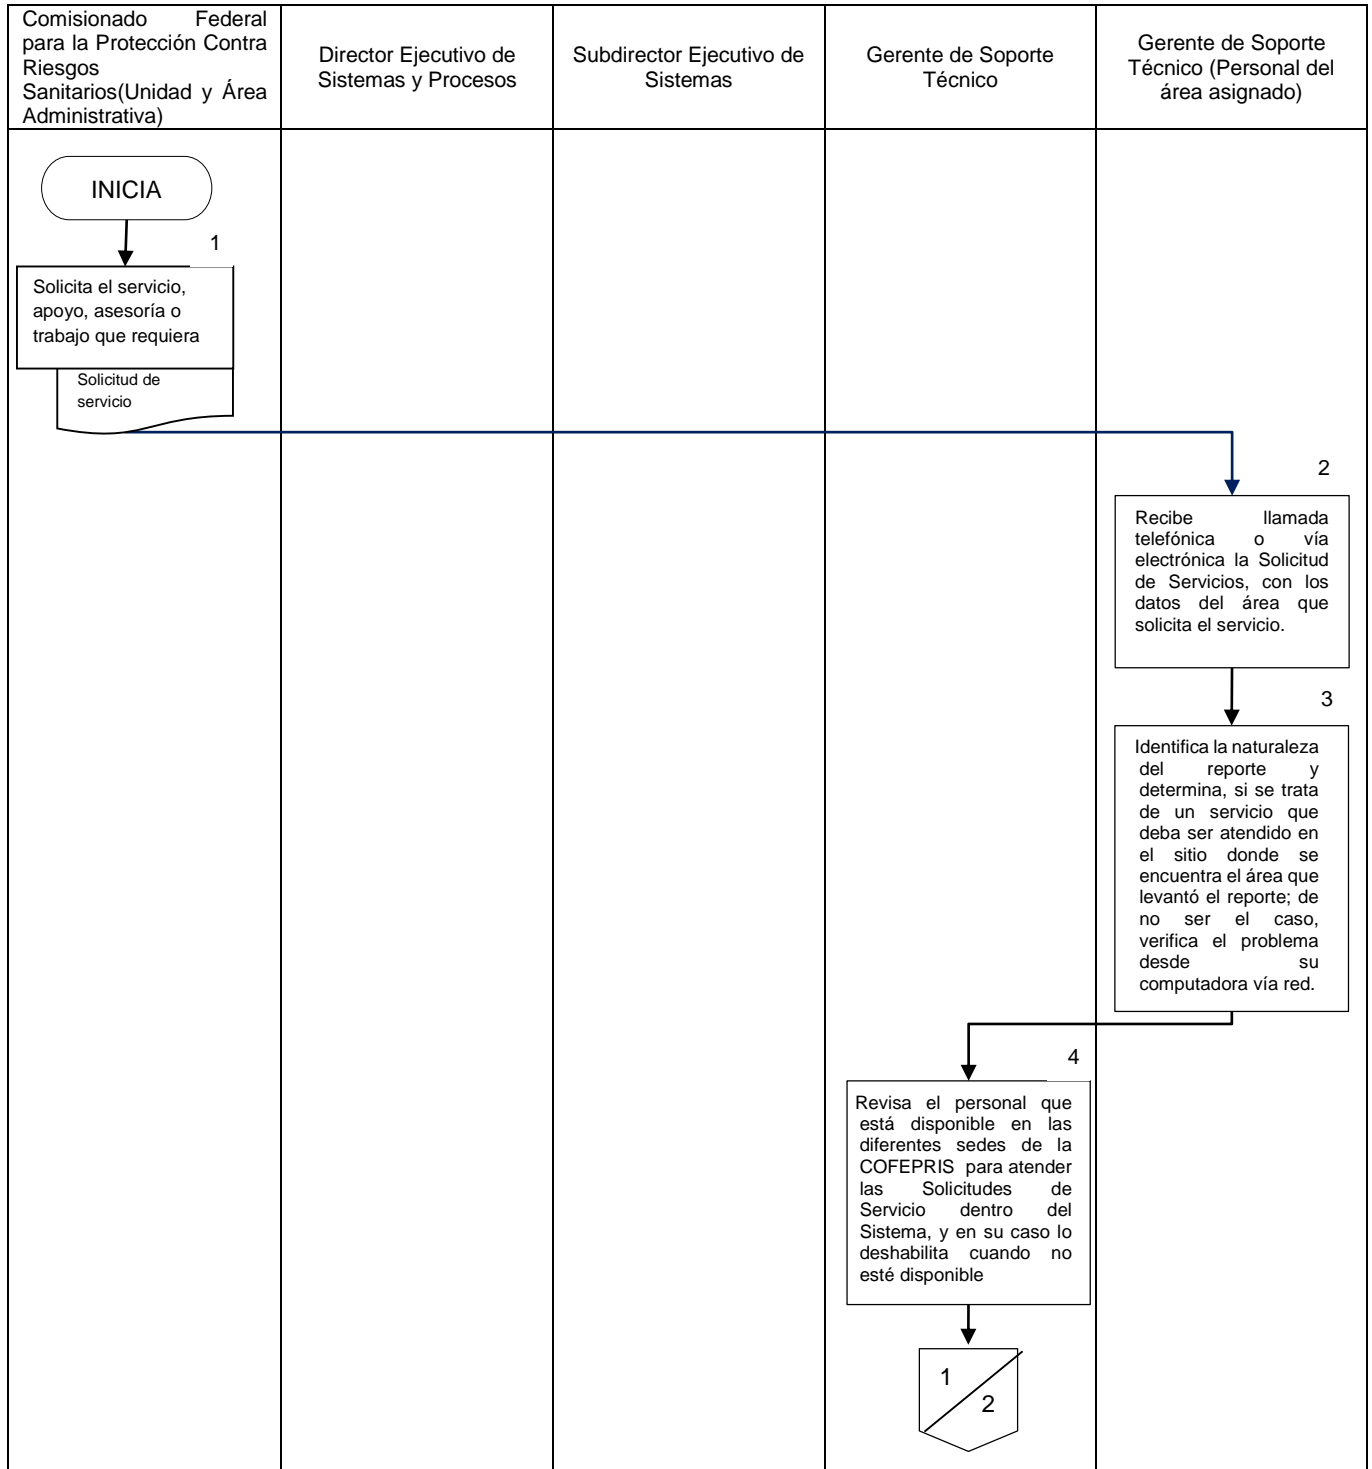 Comisionado Federal
para la Protección Contra
Riesgos
Sanitarios(Unidad y Área
Administrativa)
Director Ejecutivo de
Sistemas y Procesos
Subdirector Ejecutivo de
Sistemas
Gerente de Soporte
Técnico
Gerente de Soporte
Técnico (Personal del
área asignado)
INICIA
1
Solicita el servicio,
apoyo, asesoría o
trabajo que requiera
Solicitud de
servicio
2
Recibe llamada
telefónica o vía
electrónica la Solicitud
de Servicios, con los
datos del área que
solicita el servicio.
3
Identifica la naturaleza
del reporte y
determina, si se trata
de un servicio que
deba ser atendido en
el sitio donde se
encuentra el área que
levantó el reporte; de
no ser el caso,
verifica el problema
desde su
computadora vía red.
4
Revisa el personal que
está disponible en las
diferentes sedes de la
COFEPRIS para atender
las Solicitudes de
Servicio dentro del
Sistema, y en su caso lo
deshabilita cuando no
esté disponible
1
2